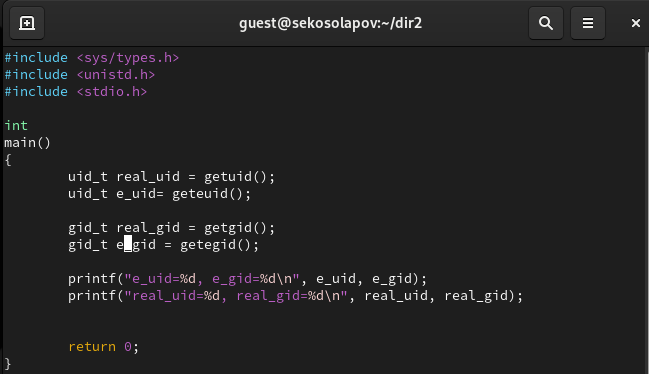 guest@sekosolapov:~/dir2
#include <sys/types.h>
#include <unistd.h>
#include <stdio.h>
int
main()
{
uid_t real_uid = getuid();
uid_t e_uid= geteuid();
gid_t real_gid = getgid();
gid_t e_gid = getegid();
printf("e_uid=%d, e_gid=%d\n", e_uid, e_gid);
printf("real_uid=%d, real_gid=%d\n", real_uid, real_gid);
return 0;
}